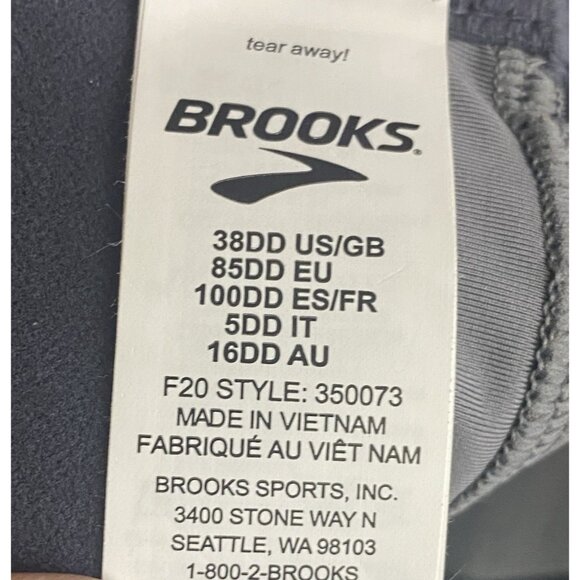 tear away!
BROOKS®
38DD US/GB
85DD EU
100DD ES/FR
5DD IT
16DD AU
F20 STYLE: 350073
MADE IN VIETNAM
FABRIQUÉ AU VIÊT NAM
BROOKS SPORTS, INC.
3400 STONE WAY N
SEATTLE, WA 98103
1-800-2-BROOKS